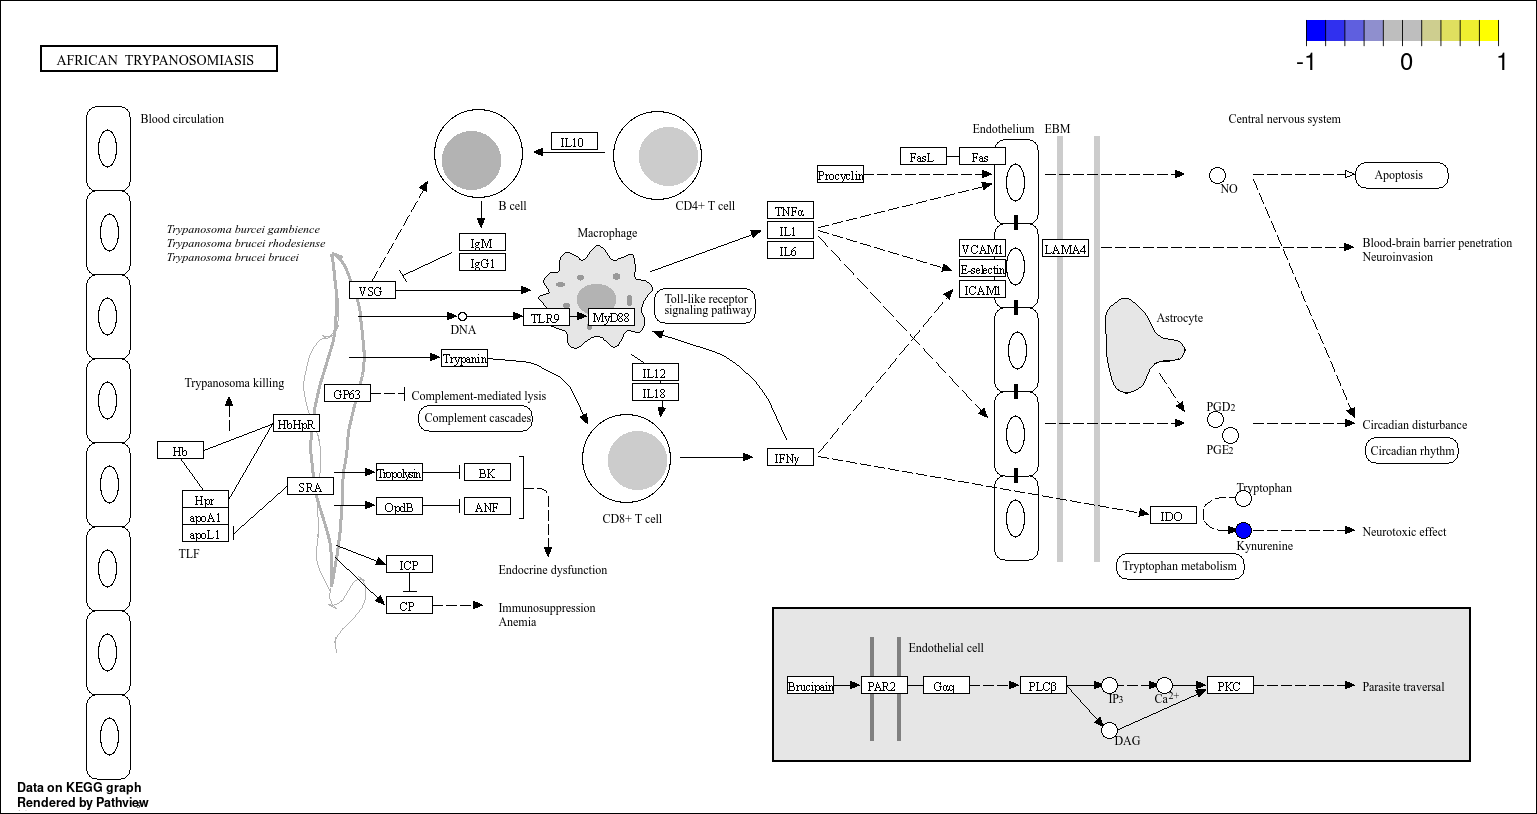 -1 0 1
AFRICAN TRYPANOSOMIASIS
Blood circulation
Endothelium
EBM
Central nervous system
IL10
FasL
Fas
Procyclin
NO
Apoptosis
B cell
CD4+ T cell
TNFα
IL1
IL6
Trypanosoma burcei gambience
Trypanosoma brucei rhodesiense
Trypanosoma brucei brucei
Macrophage
IgM
IgG1
VCAM1
E-selectin
ICAM1
LAMA4
Blood-brain barrier penetration
Neuroinvasion
VSG
Toll-like receptor
signaling pathway
DNA
TLR9
MyD88
Astrocyte
Trypanin
IL12
IL18
Trypanosoma killing
GP63
Complement-mediated lysis
Complement cascades
PGD2
PGE2
Circadian disturbance
Circadian rhythm
HbHpR
Hb
IFNγ
Tropolysin
BK
SRA
Hpr
apoA1
apoL1
TLF
OpdB
ANF
CD8+ T cell
Tryptophan
IDO
Kynurenine
Neurotoxic effect
Tryptophan metabolism
ICP
Endocrine dysfunction
CP
Immunosuppression
Anemia
Endothelial cell
Brucipain
PAR2
Gαq
PLCβ
IP3
Ca2+
PKC
DAG
Parasite traversal
Data on KEGG graph
Rendered by Pathview